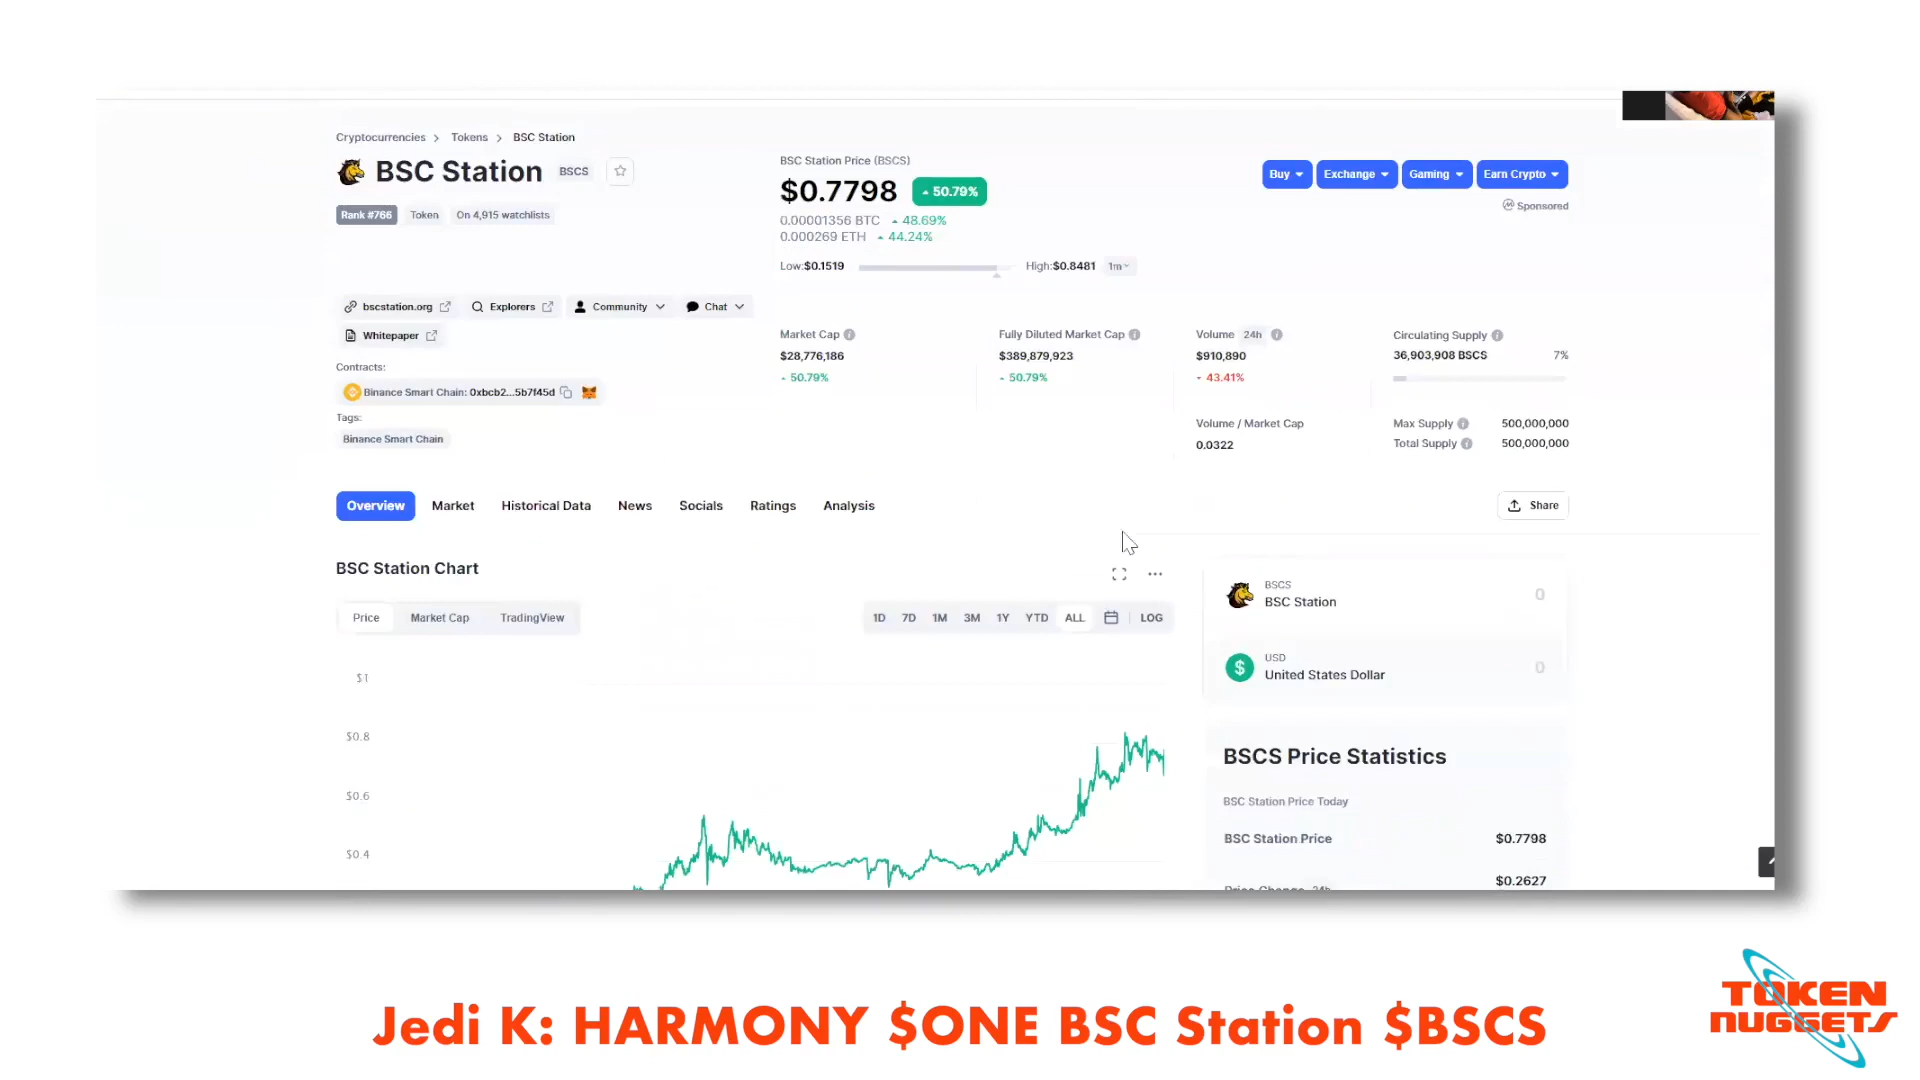 Cryptocurrencies > Tokens > BSC Station
BSC Station BSCS
Rank #766 Token On 4,915 watchlists
bscstation.org Explorers Community Chat
Whitepaper
Contracts:
Binance Smart Chain: 0xbcb2...5b7f45d
Tags:
Binance Smart Chain
BSC Station Price (BSCS)
$0.7798 50.79%
0.00001356 BTC 48.69%
0.000269 ETH 44.24%
Low:$0.1519 High:$0.8481 1m
Buy Exchange Gaming Earn Crypto
Sponsored
Market Cap
$28,776,186
50.79%
Fully Diluted Market Cap
$389,879,923
50.79%
Volume 24h
$910,890
43.41%
Volume / Market Cap
0.0322
Circulating Supply
36,903,908 BSCS 7%
Max Supply 500,000,000
Total Supply 500,000,000
Overview Market Historical Data News Socials Ratings Analysis
Share
BSC Station Chart
Price Market Cap TradingView
1D 7D 1M 3M 1Y YTD ALL LOG
$1
$0.8
$0.6
$0.4
BSCS
BSC Station 0
USD
$ United States Dollar 0
BSCS Price Statistics
BSC Station Price Today
BSC Station Price $0.7798
Price Change 24h $0.2627
Jedi K: HARMONY $ONE BSC Station $BSCS
TOKEN
NUGGETS